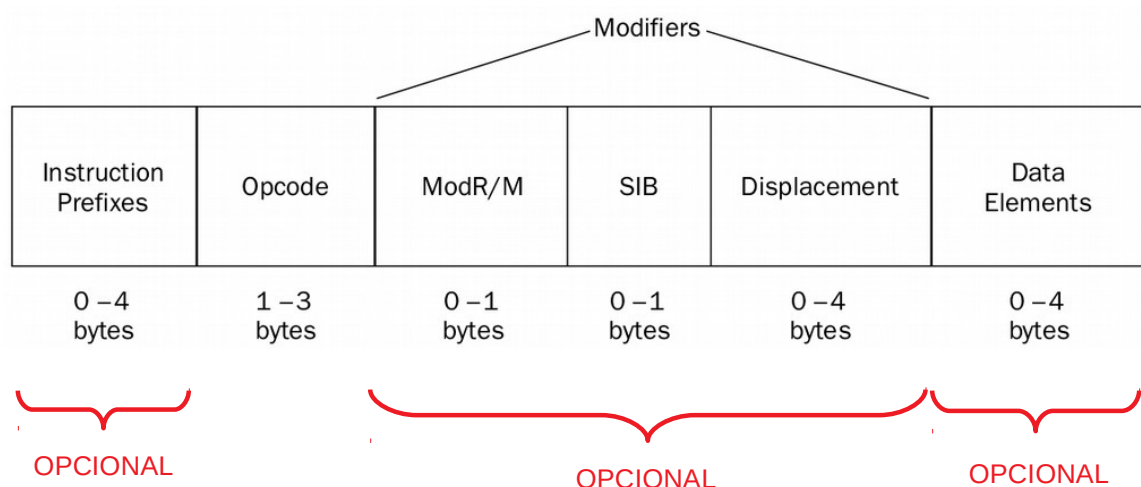 Modifiers
Instruction
Prefixes
Opcode
ModR/M
SIB
Displacement
Data
Elements
0 –4
bytes
1 –3
bytes
0 –1
bytes
0 –1
bytes
0 –4
bytes
0 –4
bytes
OPCIONAL
OPCIONAL
OPCIONAL